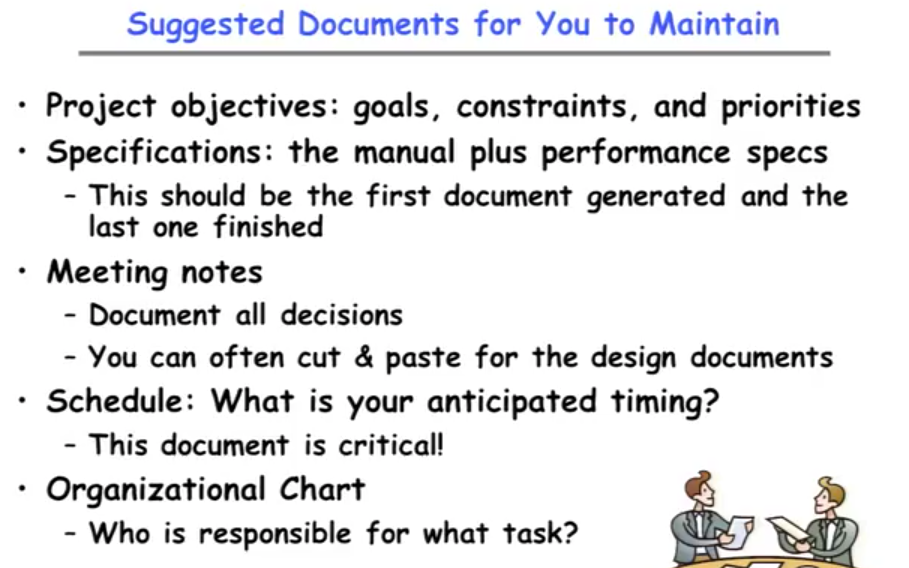 Suggested Documents for You to Maintain
• Project objectives: goals, constraints, and priorities
• Specifications: the manual plus performance specs
– This should be the first document generated and the
last one finished
• Meeting notes
– Document all decisions
– You can often cut & paste for the design documents
• Schedule: What is your anticipated timing?
– This document is critical!
• Organizational Chart
– Who is responsible for what task?